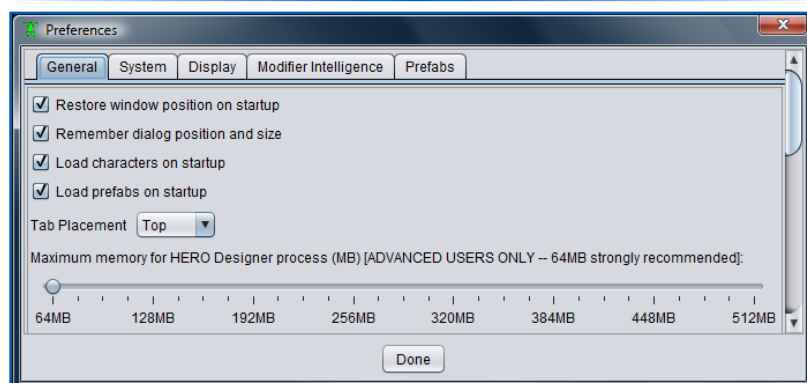 Preferences
General System Display Modifier Intelligence Prefabs
Restore window position on startup
Remember dialog position and size
Load characters on startup
Load prefabs on startup
Tab Placement Top
Maximum memory for HERO Designer process (MB) [ADVANCED USERS ONLY -- 64MB strongly recommended]:
64MB 128MB 192MB 256MB 320MB 384MB 448MB 512MB
Done